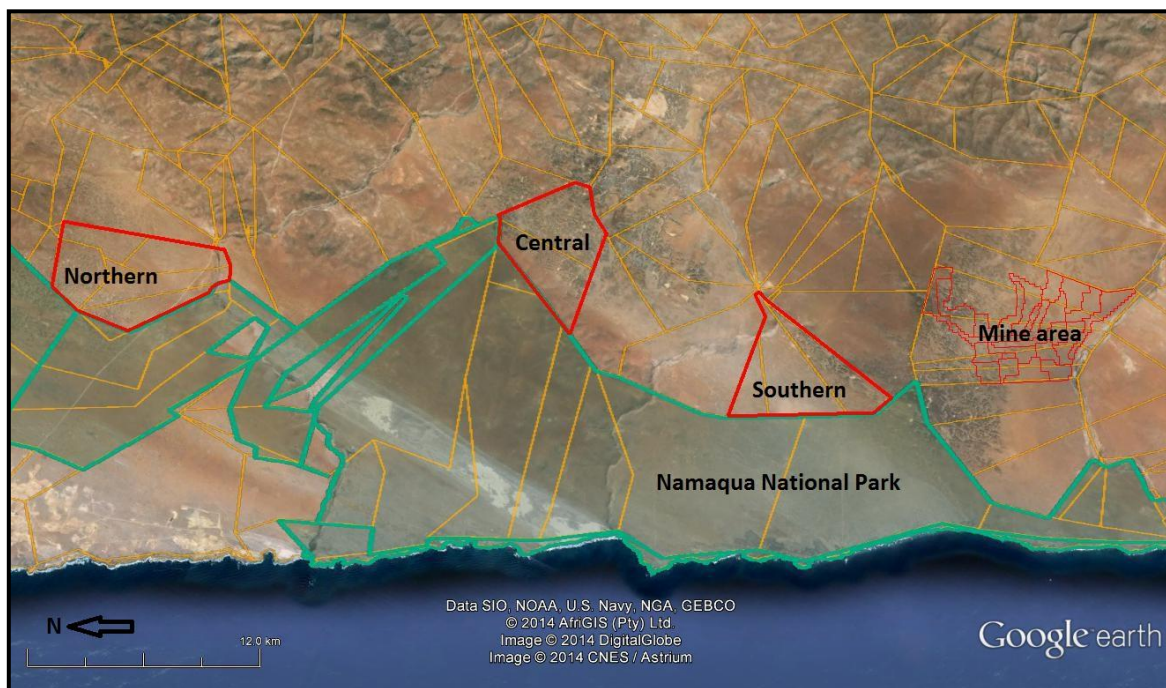 Central
Northern
Mine area
Southern
Namaqua National Park
Data SIO, NOAA, U.S. Navy, NGA, GEBCO
© 2014 AfriGIS (Pty) Ltd.
Image © 2014 DigitalGlobe
Image © 2014 CNES / Astrium
N
12.0 km
Google earth